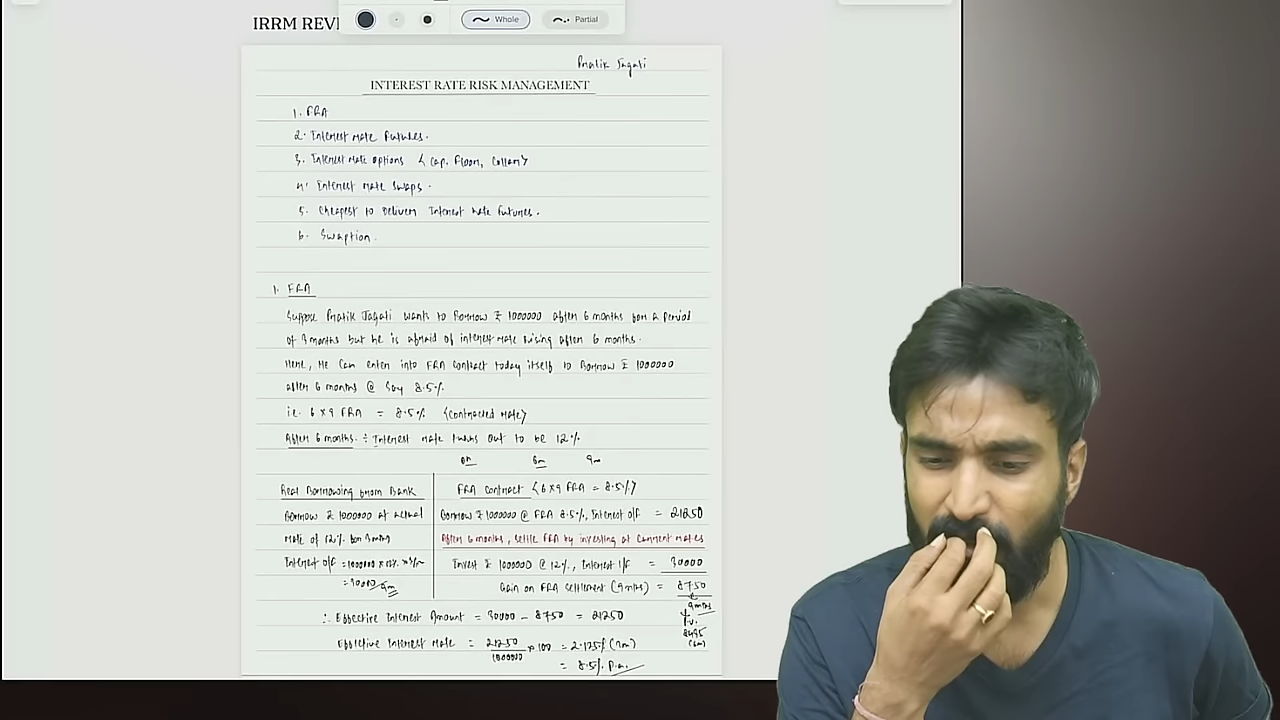 IRRM REVI
Whole
Partial
Pratik Jagati
INTEREST RATE RISK MANAGEMENT
1. FRA
2. Interest Rate Futures.
3. Interest Rate options { Cap, Floor, Collar}
4. Interest Rate Swaps.
5. Cheapest to Deliver Interest Rate Futures.
6. Swaption.
1. FRA
Suppose Pratik Jagati wants to Borrow ₹ 1000000 after 6 months for a period
of 3 months but he is afraid of interest rate rising after 6 months.
Here, He can enter into FRA contract today itself to Borrow ₹ 1000000
after 6 months @ say 8.5%
i.e. 6 x 9 FRA = 8.5% {contracted rate}
After 6 months ÷ Interest Rate turns out to be 12%
0m 6m 9m
Real Borrowing from Bank
Borrow ₹ 1000000 at actual
rate of 12% for 3 months
Interest o/f = 1000000 x 12% x 3/12
= 30000 9m
FRA contract {6 x 9 FRA = 8.5%}
Borrow ₹ 1000000 @ FRA 8.5%, Interest o/f = 21250
After 6 months, settle FRA by investing at current rates
Invest ₹ 1000000 @ 12%, Interest i/f = 30000
Gain on FRA settlement (9mths) = 8750
9mths
P.V.
8495
(6m)
∴ Effective Interest Amount = 30000 - 8750 = 21250
Effective Interest Rate = 21250/1000000 x 100 = 2.125% (3m)
= 8.5% p.a.